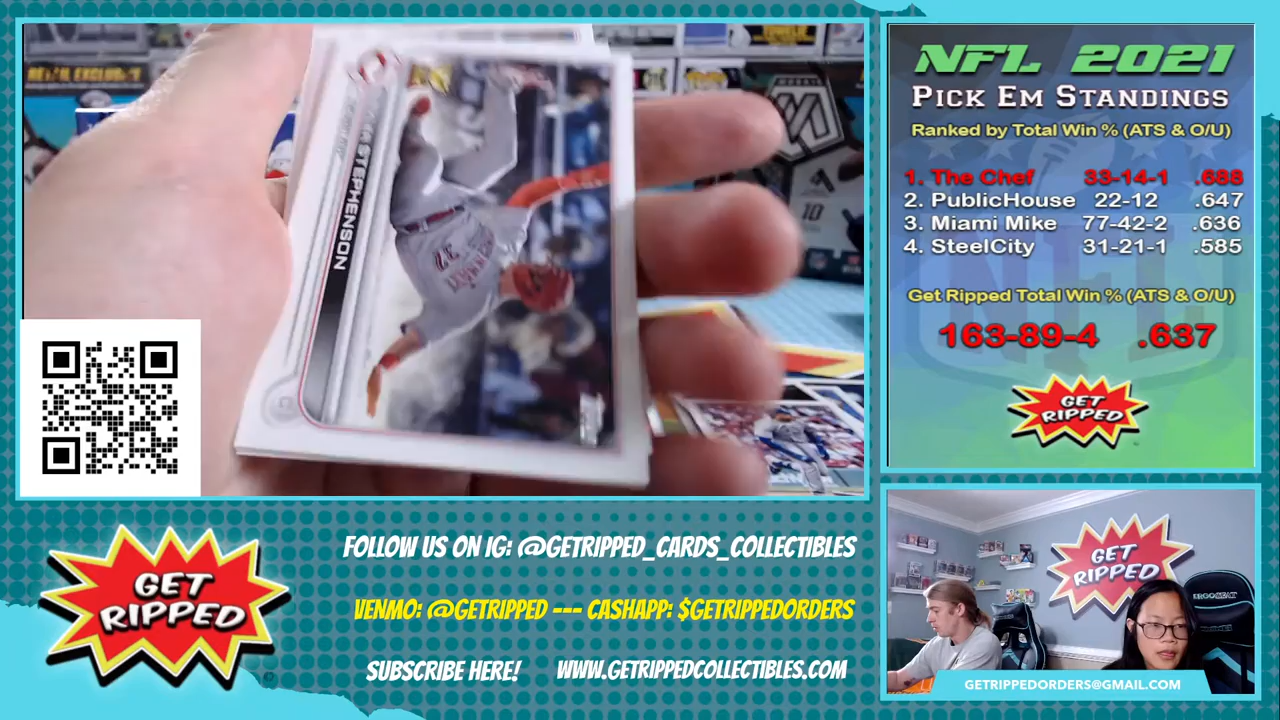 STEPHENSON
37
10
NFL 2021
PICK EM STANDINGS
Ranked by Total Win % (ATS & O/U)
1. The Chef 33-14-1 .688
2. PublicHouse 22-12 .647
3. Miami Mike 77-42-2 .636
4. SteelCity 31-21-1 .585
Get Ripped Total Win % (ATS & O/U)
163-89-4 .637
GET
RIPPED
GET
RIPPED
FOLLOW US ON IG: @GETRIPPED_CARDS_COLLECTIBLES
VENMO: @GETRIPPED --- CASHAPP: $GETRIPPEDORDERS
SUBSCRIBE HERE! WWW.GETRIPPEDCOLLECTIBLES.COM
GET
RIPPED
ERGOSEAT
GETRIPPEDORDERS@GMAIL.COM